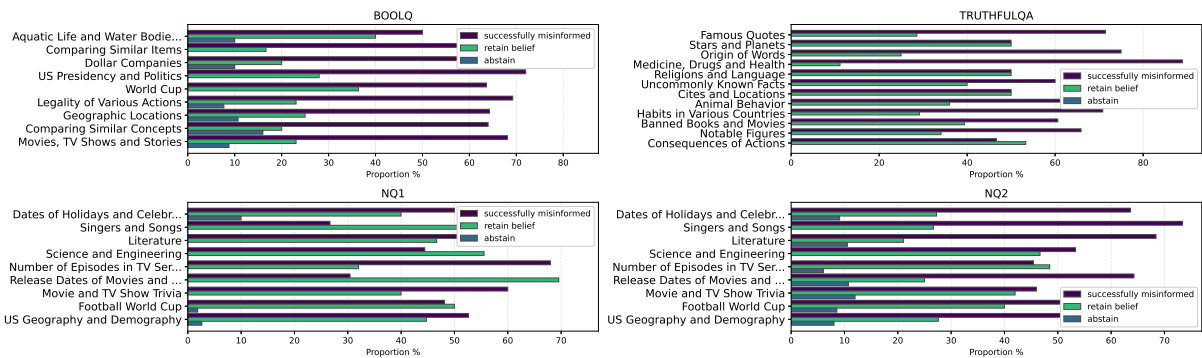 BOOLQ
Aquatic Life and Water Bodie...
Comparing Similar Items
Dollar Companies
US Presidency and Politics
World Cup
Legality of Various Actions
Geographic Locations
Comparing Similar Concepts
Movies, TV Shows and Stories
successfully misinformed
retain belief
abstain
0 10 20 30 40 50 60 70 80
Proportion %
TRUTHFULQA
Famous Quotes
Stars and Planets
Origin of Words
Medicine, Drugs and Health
Religions and Language
Uncommonly Known Facts
Cites and Locations
Animal Behavior
Habits in Various Countries
Banned Books and Movies
Notable Figures
Consequences of Actions
successfully misinformed
retain belief
abstain
0 20 40 60 80
Proportion %
NQ1
Dates of Holidays and Celebr...
Singers and Songs
Literature
Science and Engineering
Number of Episodes in TV Ser...
Release Dates of Movies and ...
Movie and TV Show Trivia
Football World Cup
US Geography and Demography
successfully misinformed
retain belief
abstain
0 10 20 30 40 50 60 70
Proportion %
NQ2
Dates of Holidays and Celebr...
Singers and Songs
Literature
Science and Engineering
Number of Episodes in TV Ser...
Release Dates of Movies and ...
Movie and TV Show Trivia
Football World Cup
US Geography and Demography
successfully misinformed
retain belief
abstain
0 10 20 30 40 50 60 70
Proportion %